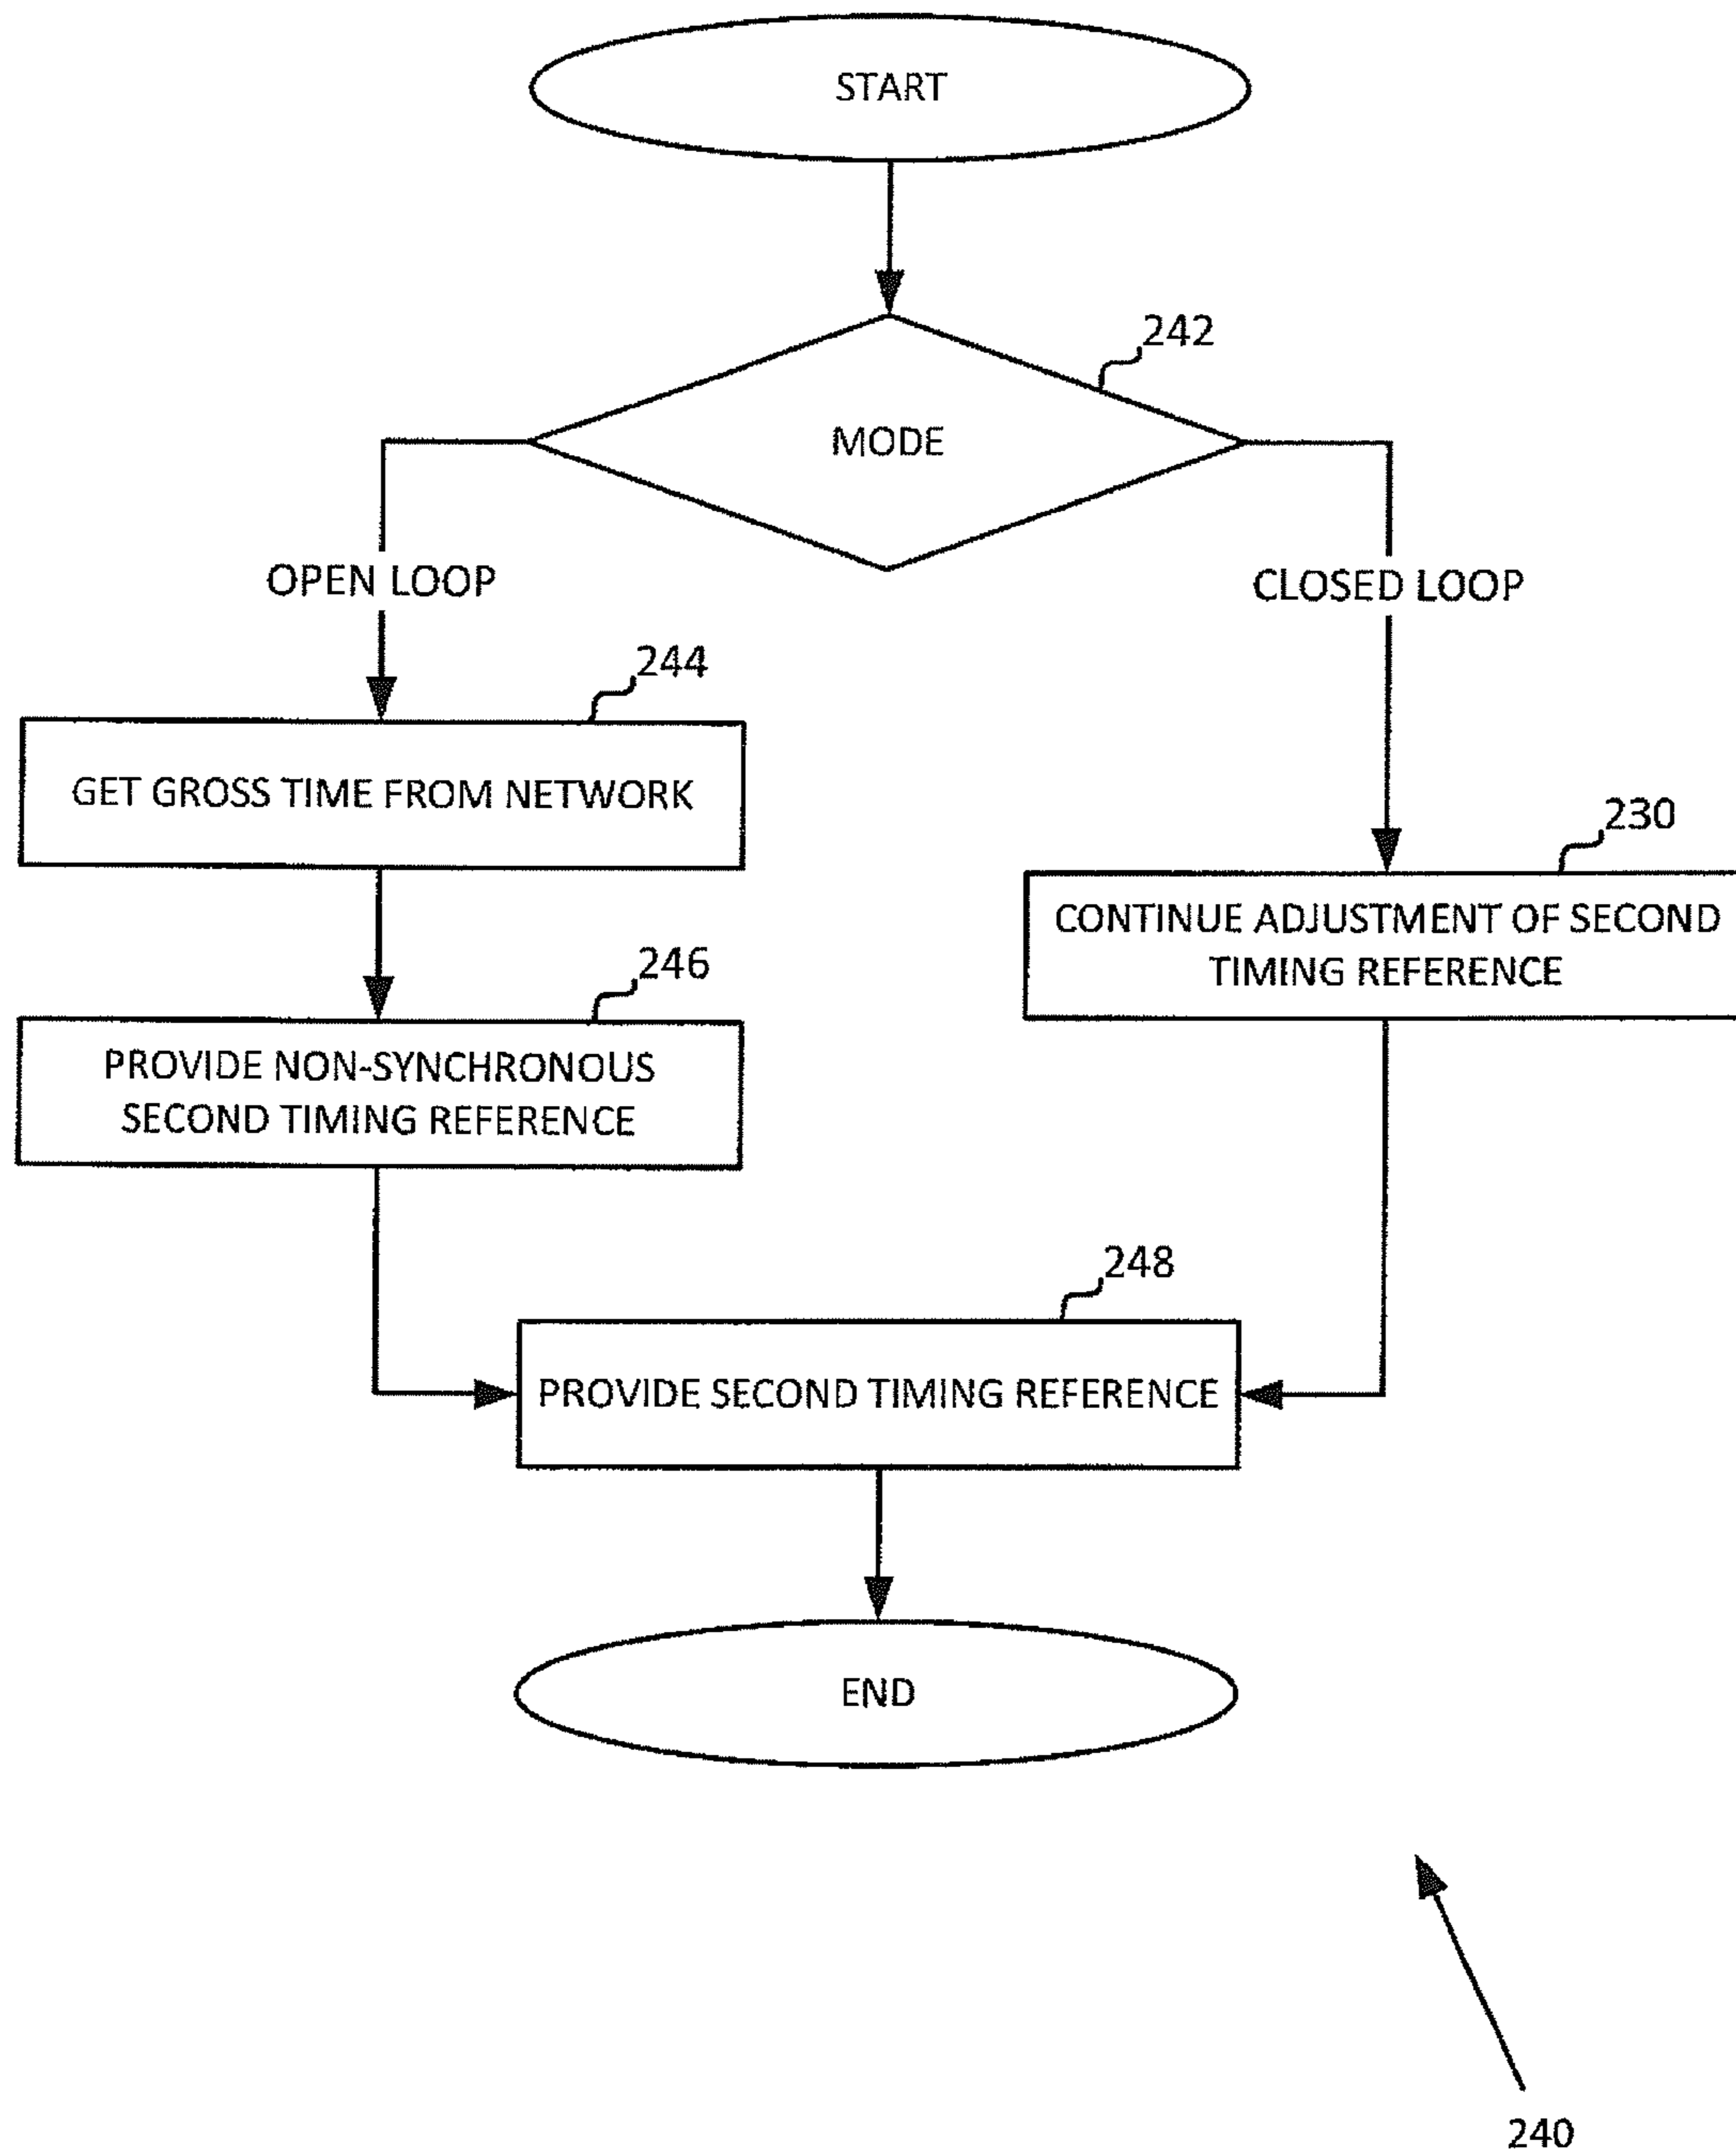 START
242
MODE
OPEN LOOP
CLOSED LOOP
244
GET GROSS TIME FROM NETWORK
230
CONTINUE ADJUSTMENT OF SECOND
TIMING REFERENCE
246
PROVIDE NON-SYNCHRONOUS
SECOND TIMING REFERENCE
248
PROVIDE SECOND TIMING REFERENCE
END
240